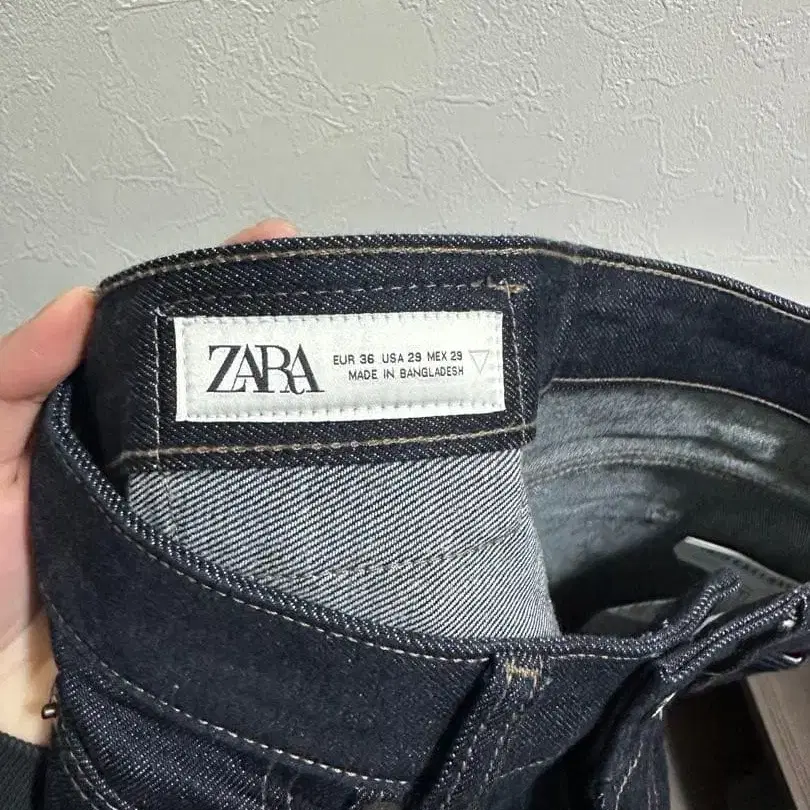 ZARA
EUR 36 USA 29 MEX 29
MADE IN BANGLADESH